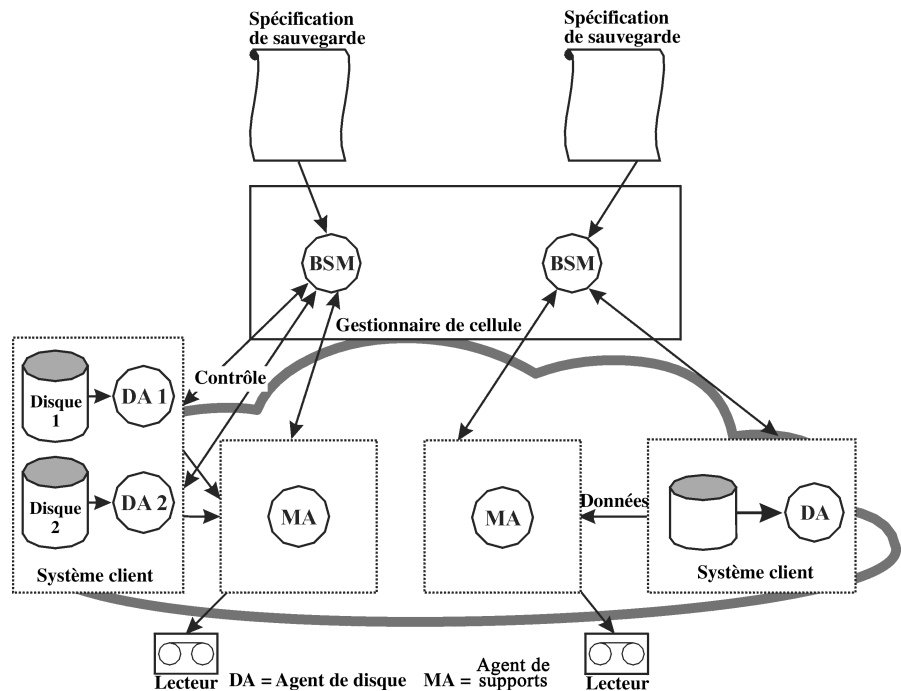 Spécification
de sauvegarde
Spécification
de sauvegarde
BSM
BSM
Gestionnaire de cellule
Contrôle
Disque
1
DA 1
Disque
2
DA 2
Système client
MA
MA
Données
DA
Système client
Lecteur
DA = Agent de disque
MA =
Agent de
supports
Lecteur